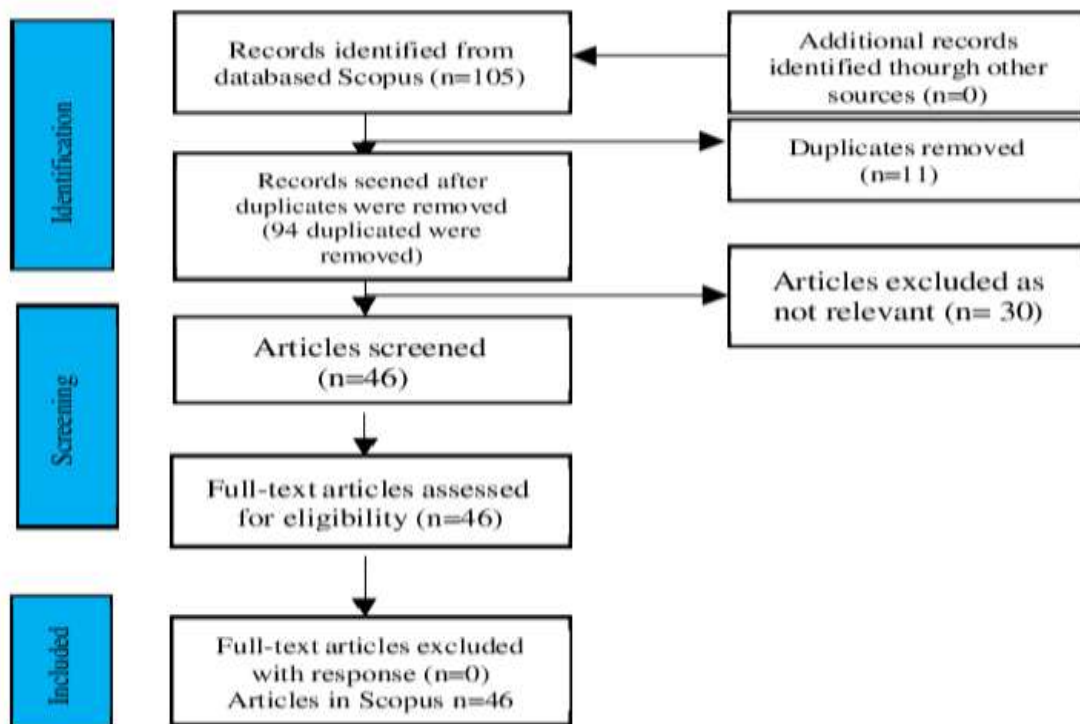 Identification
Records identified from
databased Scopus (n=105)
Additional records
identified thourgh other
sources (n=0)
Duplicates removed
(n=11)
Records seened after
duplicates were removed
(94 duplicated were
removed)
Articles excluded as
not relevant (n= 30)
Screening
Articles screened
(n=46)
Full-text articles assessed
for eligibility (n=46)
Included
Full-text articles excluded
with response (n=0)
Articles in Scopus n=46